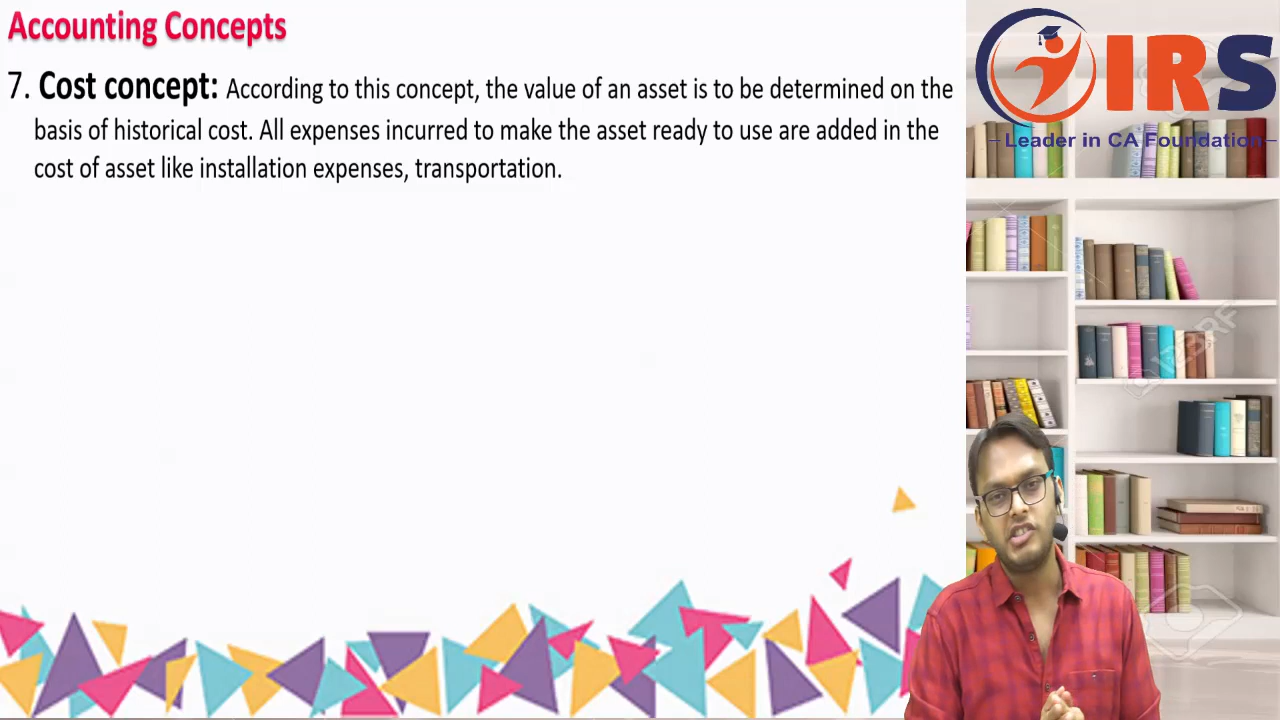 Accounting Concepts
7. Cost concept: According to this concept, the value of an asset is to be determined on the
basis of historical cost. All expenses incurred to make the asset ready to use are added in the
cost of asset like installation expenses, transportation.
IRS
Leader in CA Foundation
123RF